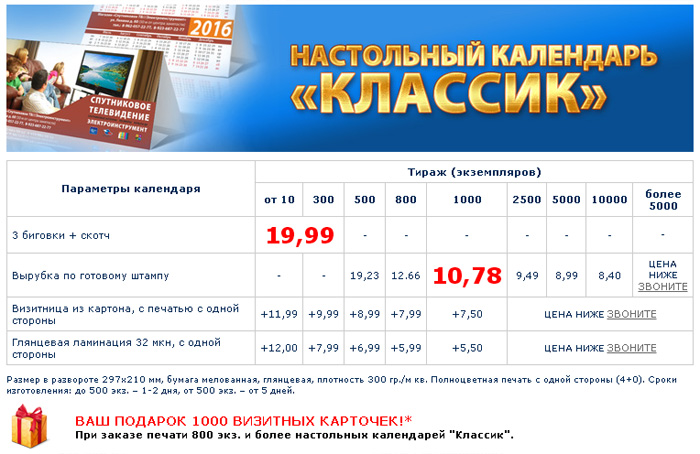 2016
СПУТНИКОВОЕ
ТЕЛЕВИДЕНИЕ
ЭЛЕКТРОИНСТРУМЕНТ
НАСТОЛЬНЫЙ КАЛЕНДАРЬ
«КЛАССИК»
Параметры календаря
Тираж (экземпляров)
от 10 300 500 800 1000 2500 5000 10000 более 5000
3 биговки + скотч 19,99 - - - - - - -
Вырубка по готовому штампу - - 19,23 12.66 10,78 9,49 8,99 8,40 ЦЕНА НИЖЕ ЗВОНИТЕ
Визитница из картона, с печатью с одной
стороны +11,99 +9,99 +8,99 +7,99 +7,50 ЦЕНА НИЖЕ ЗВОНИТЕ
Глянцевая ламинация 32 мкн, с одной
стороны +12,00 +7,99 +6,99 +5,99 +5,50 ЦЕНА НИЖЕ ЗВОНИТЕ
Размер в развороте 297х210 мм, бумага мелованная, глянцевая, плотность 300 гр./м кв. Полноцветная печать с одной стороны (4+0). Сроки
изготовления: до 500 экз. – 1-2 дня, от 500 экз. – от 5 дней.
ВАШ ПОДАРОК 1000 ВИЗИТНЫХ КАРТОЧЕК!*
При заказе печати 800 экз. и более настольных календарей "Классик".